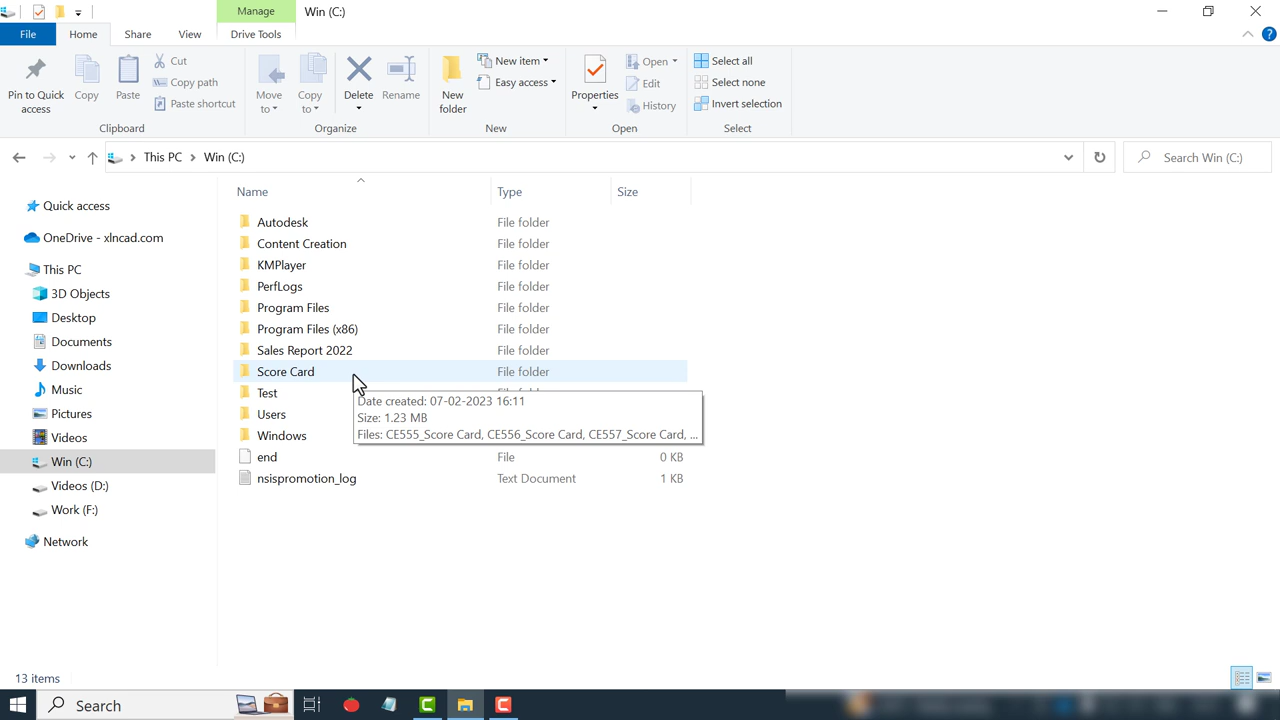 Manage Win (C:)
File Home Share View Drive Tools
Pin to Quick access
Copy
Paste
Cut
Copy path
Paste shortcut
Clipboard
Move to
Copy to
Delete
Rename
Organize
New folder
New item
Easy access
New
Properties
Open
Edit
History
Open
Select all
Select none
Invert selection
Select
This PC Win (C:)
Search Win (C:)
Quick access
OneDrive - xlncad.com
This PC
3D Objects
Desktop
Documents
Downloads
Music
Pictures
Videos
Win (C:)
Videos (D:)
Work (F:)
Network
Name Type Size
Autodesk File folder
Content Creation File folder
KMPlayer File folder
PerfLogs File folder
Program Files File folder
Program Files (x86) File folder
Sales Report 2022 File folder
Score Card File folder
Test
Users
Windows
end File 0 KB
nsispromotion_log Text Document 1 KB
Date created: 07-02-2023 16:11
Size: 1.23 MB
Files: CE555_Score Card, CE556_Score Card, CE557_Score Card, ...
13 items
Search